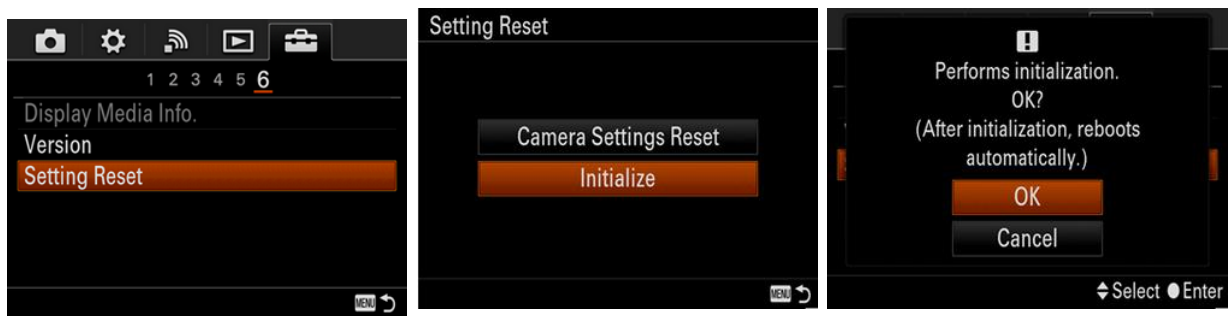 1 2 3 4 5 6
Display Media Info.
Version
Setting Reset
MENU
Setting Reset
Camera Settings Reset
Initialize
MENU
Performs initialization.
OK?
(After initialization, reboots
automatically.)
OK
Cancel
Select Enter